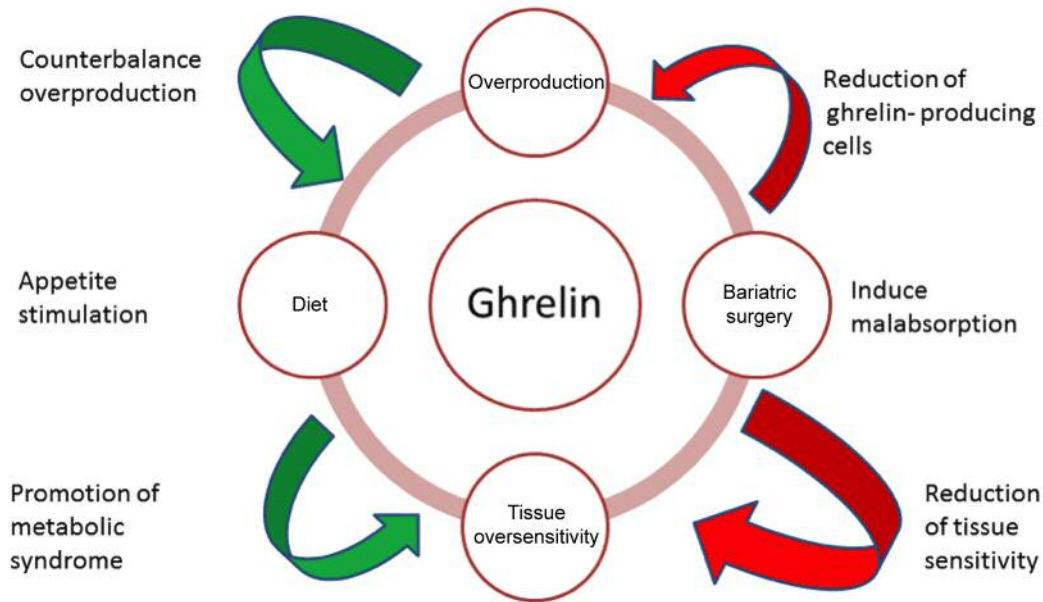 Counterbalance
overproduction
Overproduction
Reduction of
ghrelin- producing
cells
Appetite
stimulation
Diet
Ghrelin
Bariatric
surgery
Induce
malabsorption
Promotion of
metabolic
syndrome
Tissue
oversensitivity
Reduction
of tissue
sensitivity